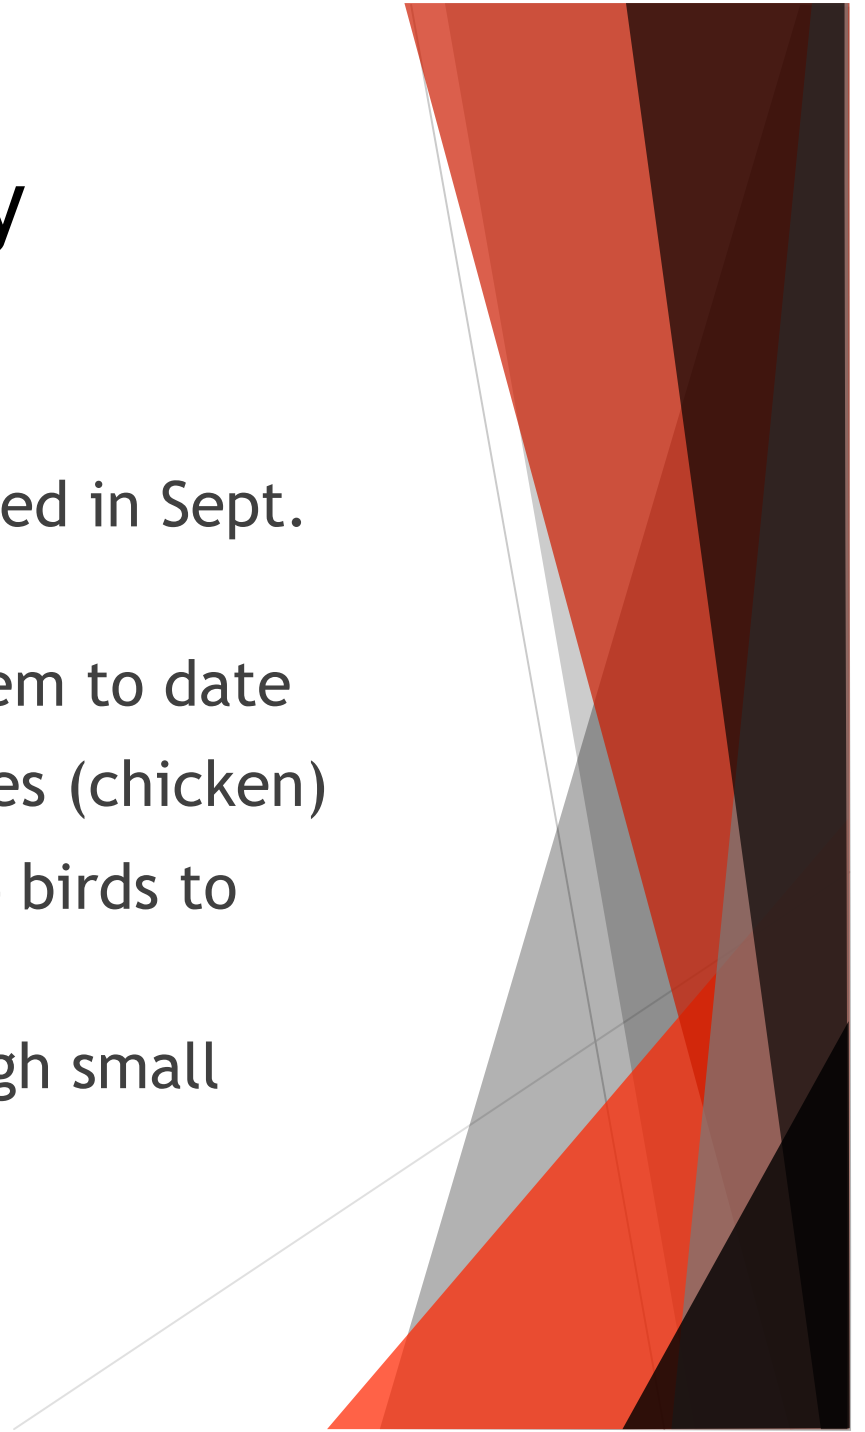 y
ed in Sept.
em to date
es (chicken)
birds to
gh small